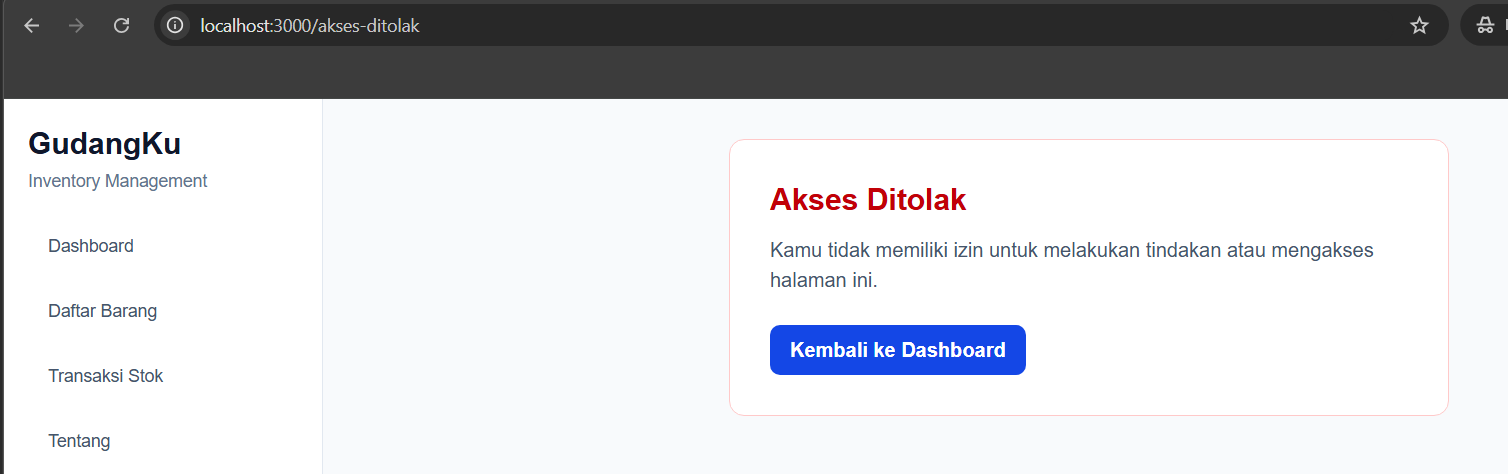 localhost:3000/akses-ditolak
GudangKu
Inventory Management
Dashboard
Daftar Barang
Transaksi Stok
Tentang
Akses Ditolak
Kamu tidak memiliki izin untuk melakukan tindakan atau mengakses
halaman ini.
Kembali ke Dashboard